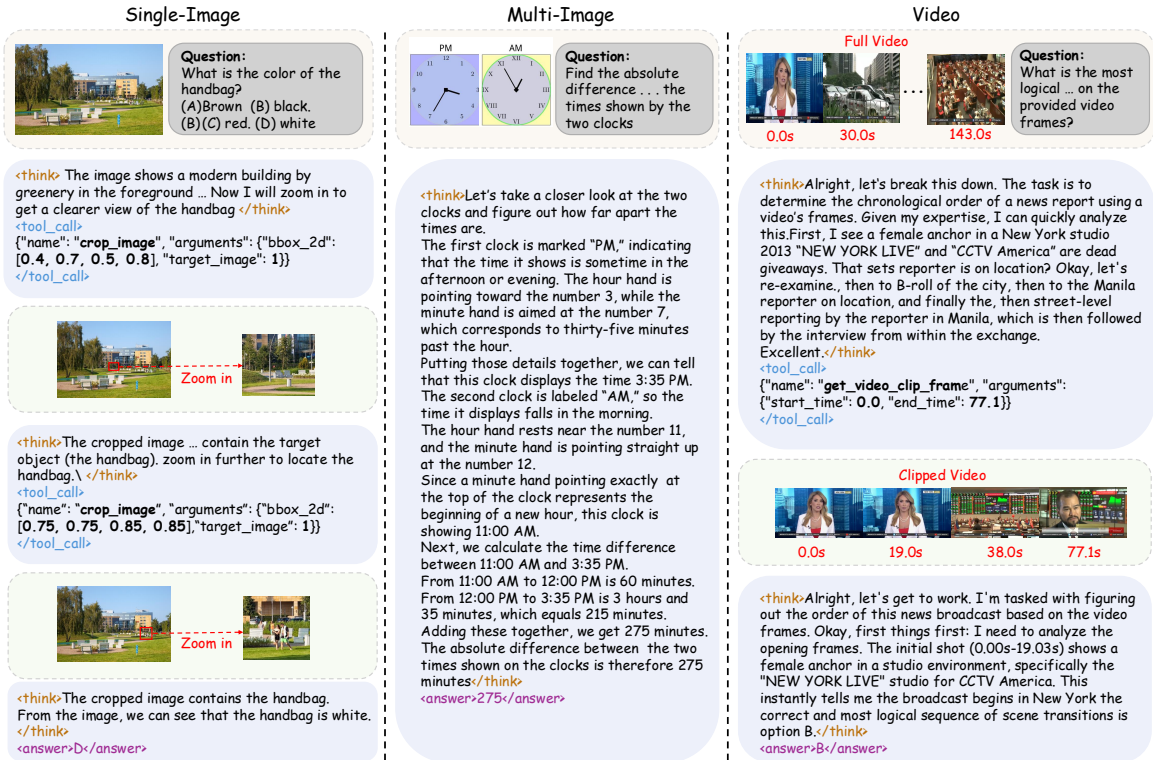 Single-Image
Question:
What is the color of the
handbag?
(A)Brown (B) black.
(B)(C) red. (D) white
<think> The image shows a modern building by
greenery in the foreground … Now I will zoom in to
get a clearer view of the handbag </think>
<tool_call>
{"name": "crop_image", "arguments": {"bbox_2d":
[0.4, 0.7, 0.5, 0.8], "target_image": 1}}
</tool_call>
Zoom in
<think>The cropped image … contain the target
object (the handbag). zoom in further to locate the
handbag.\ </think>
<tool_call>
{"name": "crop_image", "arguments": {"bbox_2d":
[0.75, 0.75, 0.85, 0.85],"target_image": 1}}
</tool_call>
Zoom in
<think>The cropped image contains the handbag.
From the image, we can see that the handbag is white.
</think>
<answer>D</answer>
Multi-Image
PM
12
1
2
3
4
5
6
7
8
9
10
11
AM
XII
I
II
III
IV
V
VI
VII
VIII
IX
X
XI
Question:
Find the absolute
difference . . . the
times shown by the
two clocks
<think>Let's take a closer look at the two
clocks and figure out how far apart the
times are.
The first clock is marked "PM," indicating
that the time it shows is sometime in the
afternoon or evening. The hour hand is
pointing toward the number 3, while the
minute hand is aimed at the number 7,
which corresponds to thirty-five minutes
past the hour.
Putting those details together, we can tell
that this clock displays the time 3:35 PM.
The second clock is labeled "AM," so the
time it displays falls in the morning.
The hour hand rests near the number 11,
and the minute hand is pointing straight up
at the number 12.
Since a minute hand pointing exactly at
the top of the clock represents the
beginning of a new hour, this clock is
showing 11:00 AM.
Next, we calculate the time difference
between 11:00 AM and 3:35 PM.
From 11:00 AM to 12:00 PM is 60 minutes.
From 12:00 PM to 3:35 PM is 3 hours and
35 minutes, which equals 215 minutes.
Adding these together, we get 275 minutes.
The absolute difference between the two
times shown on the clocks is therefore 275
minutes</think>
<answer>275</answer>
Video
Full Video
0.0s
30.0s
...
143.0s
Question:
What is the most
logical … on the
provided video
frames?
<think>Alright, let's break this down. The task is to
determine the chronological order of a news report using a
video's frames. Given my expertise, I can quickly analyze
this.First, I see a female anchor in a New York studio
2013 "NEW YORK LIVE" and "CCTV America" are dead
giveaways. That sets reporter is on location? Okay, let's
re-examine., then to B-roll of the city, then to the Manila
reporter on location, and finally the, then street-level
reporting by the reporter in Manila, which is then followed
by the interview from within the exchange.
Excellent.</think>
<tool_call>
{"name": "get_video_clip_frame", "arguments":
{"start_time": 0.0, "end_time": 77.1}}
</tool_call>
Clipped Video
0.0s
19.0s
38.0s
77.1s
<think>Alright, let's get to work. I'm tasked with figuring
out the order of this news broadcast based on the video
frames. Okay, first things first: I need to analyze the
opening frames. The initial shot (0.00s-19.03s) shows a
female anchor in a studio environment, specifically the
"NEW YORK LIVE" studio for CCTV America. This
instantly tells me the broadcast begins in New York the
correct and most logical sequence of scene transitions is
option B.</think>
<answer>B</answer>